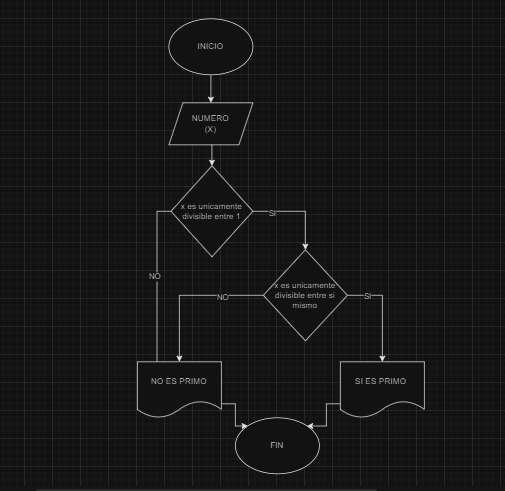 INICIO
NUMERO
(X)
x es unicamente
divisible entre 1
SI
NO
x es unicamente
divisible entre si
mismo
NO
SI
NO ES PRIMO
SI ES PRIMO
FIN